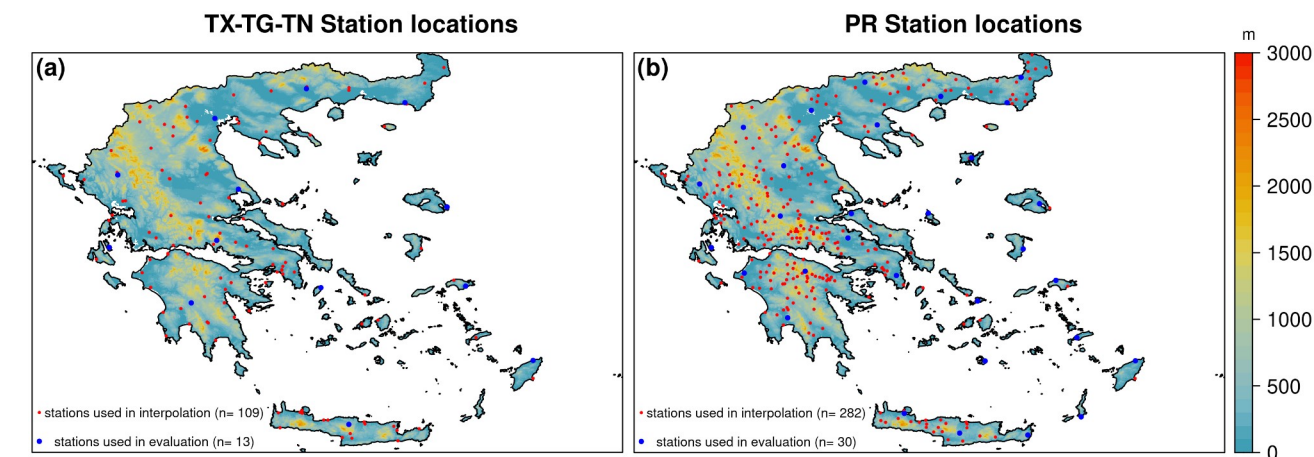 TX-TG-TN Station locations
PR Station locations
m
(a)
(b)
3000
2500
2000
1500
1000
500
0
stations used in interpolation (n= 109)
stations used in evaluation (n= 13)
stations used in interpolation (n= 282)
stations used in evaluation (n= 30)